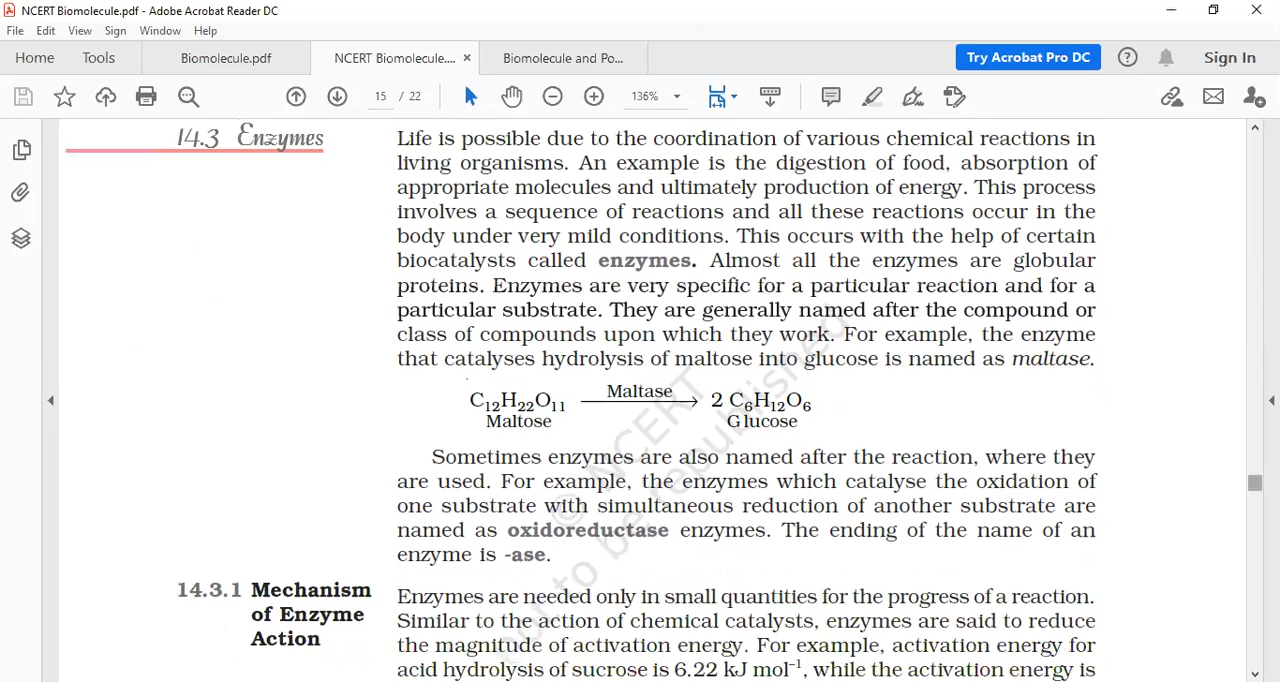 NCERT Biomolecule.pdf - Adobe Acrobat Reader DC
File Edit View Sign Window Help
Home Tools Biomolecule.pdf NCERT Biomolecule.... × Biomolecule and Po... Try Acrobat Pro DC Sign In
15 / 22 136%
14.3 Enzymes
Life is possible due to the coordination of various chemical reactions in
living organisms. An example is the digestion of food, absorption of
appropriate molecules and ultimately production of energy. This process
involves a sequence of reactions and all these reactions occur in the
body under very mild conditions. This occurs with the help of certain
biocatalysts called enzymes. Almost all the enzymes are globular
proteins. Enzymes are very specific for a particular reaction and for a
particular substrate. They are generally named after the compound or
class of compounds upon which they work. For example, the enzyme
that catalyses hydrolysis of maltose into glucose is named as maltase.
Maltase
C₁₂H₂₂O₁₁ ⟶ 2 C₆H₁₂O₆
Maltose Glucose
Sometimes enzymes are also named after the reaction, where they
are used. For example, the enzymes which catalyse the oxidation of
one substrate with simultaneous reduction of another substrate are
named as oxidoreductase enzymes. The ending of the name of an
enzyme is -ase.
14.3.1 Mechanism
of Enzyme
Action
Enzymes are needed only in small quantities for the progress of a reaction.
Similar to the action of chemical catalysts, enzymes are said to reduce
the magnitude of activation energy. For example, activation energy for
acid hydrolysis of sucrose is 6.22 kJ mol⁻¹, while the activation energy is
© NCERT
not to be republished